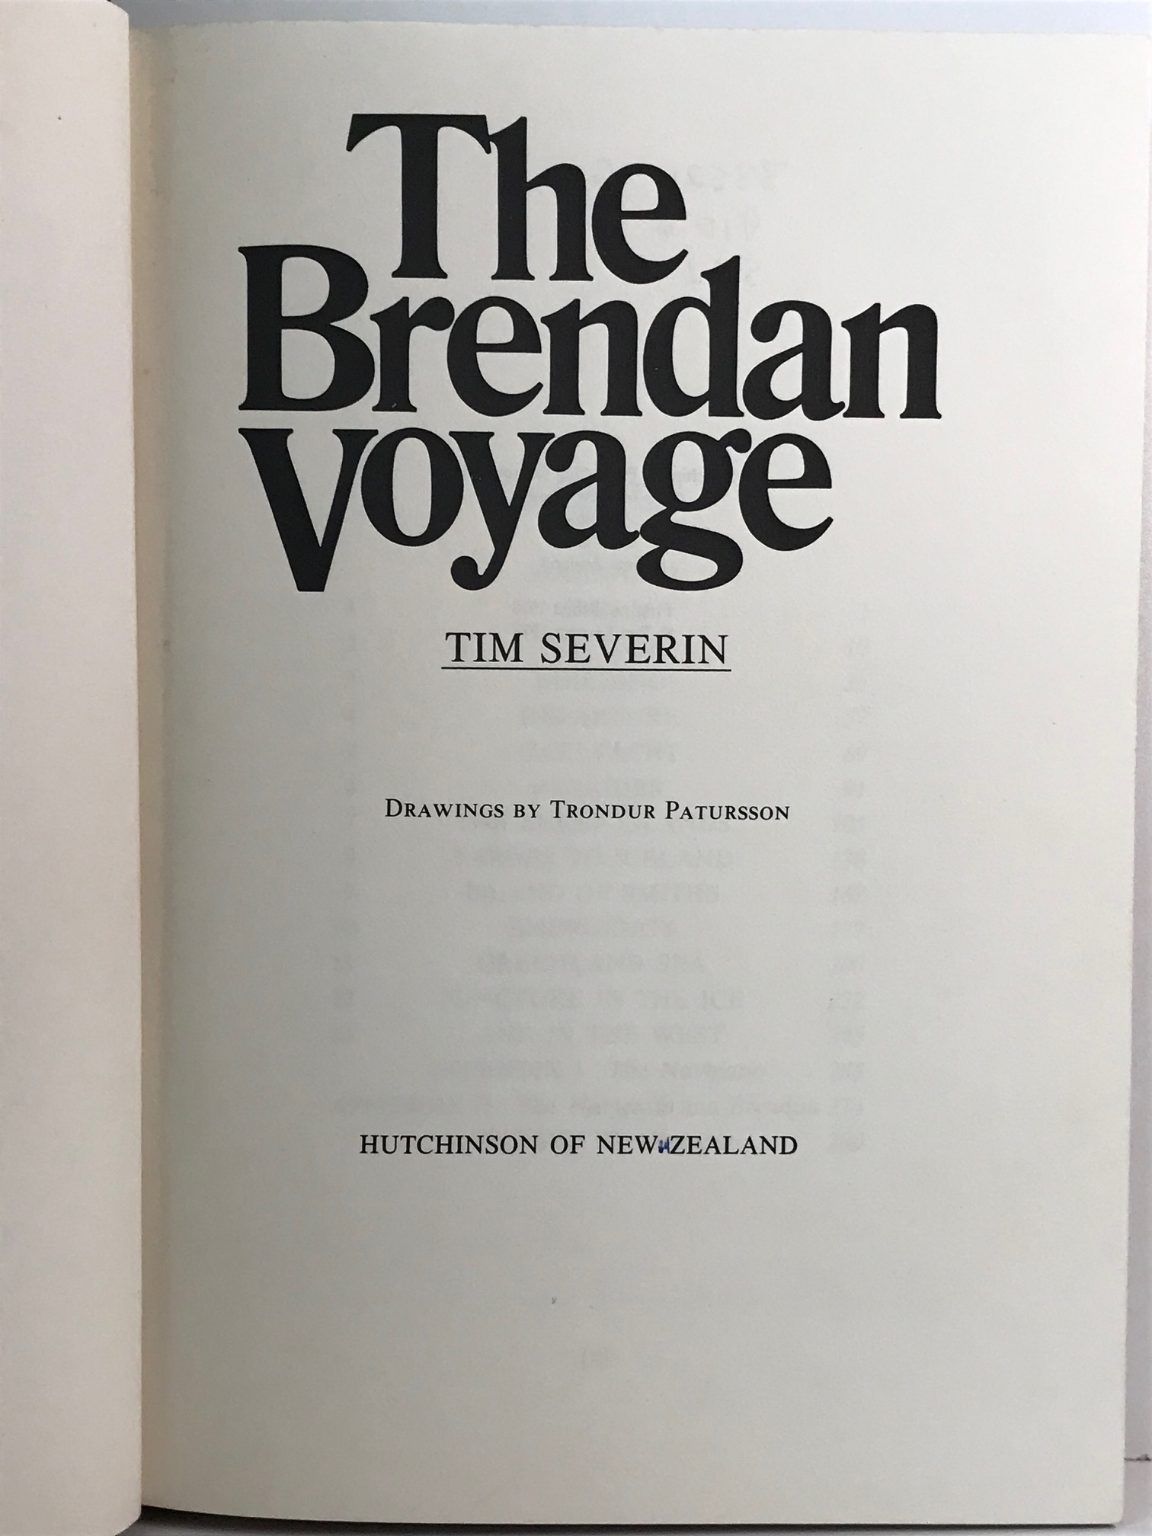 The
Brendan
Voyage
TIM SEVERIN
DRAWINGS BY TRONDUR PATURSSON
HUTCHINSON OF NEW ZEALAND